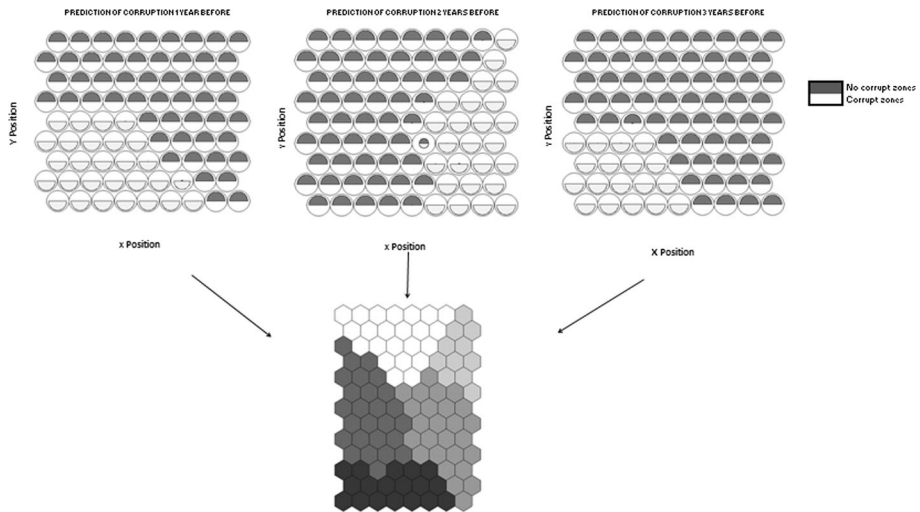 PREDICTION OF CORRUPTION 1 YEAR BEFORE
PREDICTION OF CORRUPTION 2 YEARS BEFORE
PREDICTION OF CORRUPTION 3 YEARS BEFORE
Y Position
Y Position
Y Position
No corrupt zones
Corrupt zones
x Position
x Position
X Position